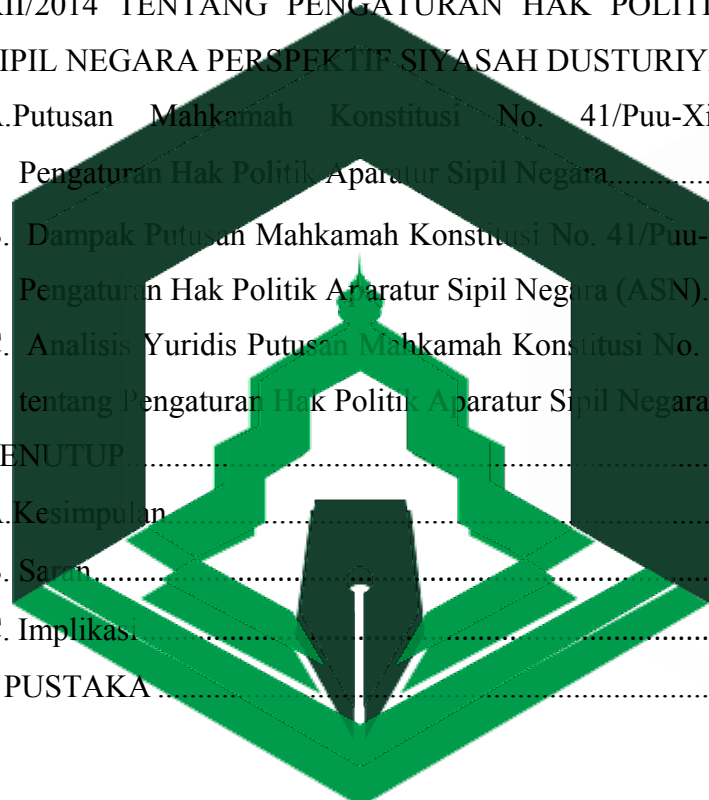 XII/2014 TENTANG PENGATURAN HAK POLITI
SIPIL NEGARA PERSPEKTIF SIYASAH DUSTURIY
A.Putusan Mahkamah Konstitusi No. 41/Puu-Xi
Pengaturan Hak Politik Aparatur Sipil Negara..........
B. Dampak Putusan Mahkamah Konstitusi No. 41/Puu-
Pengaturan Hak Politik Aparatur Sipil Negara (ASN).
C. Analisis Yuridis Putusan Mahkamah Konstitusi No.
tentang Pengaturan Hak Politik Aparatur Sipil Negara
PENUTUP ..........................................................................
A.Kesimpulan......................................................................
B. Saran................................................................................
C. Implikasi..........................................................................
PUSTAKA ......................................................................